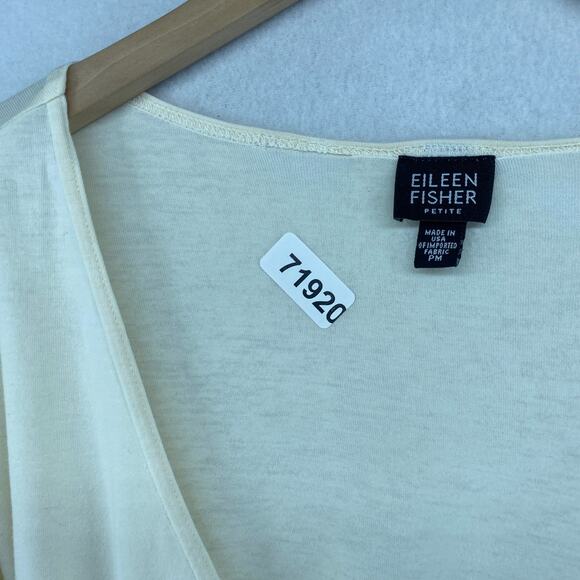 EILEEN
FISHER
PETITE
MADE IN
USA
OF IMPORTED
FABRIC
PM
71920